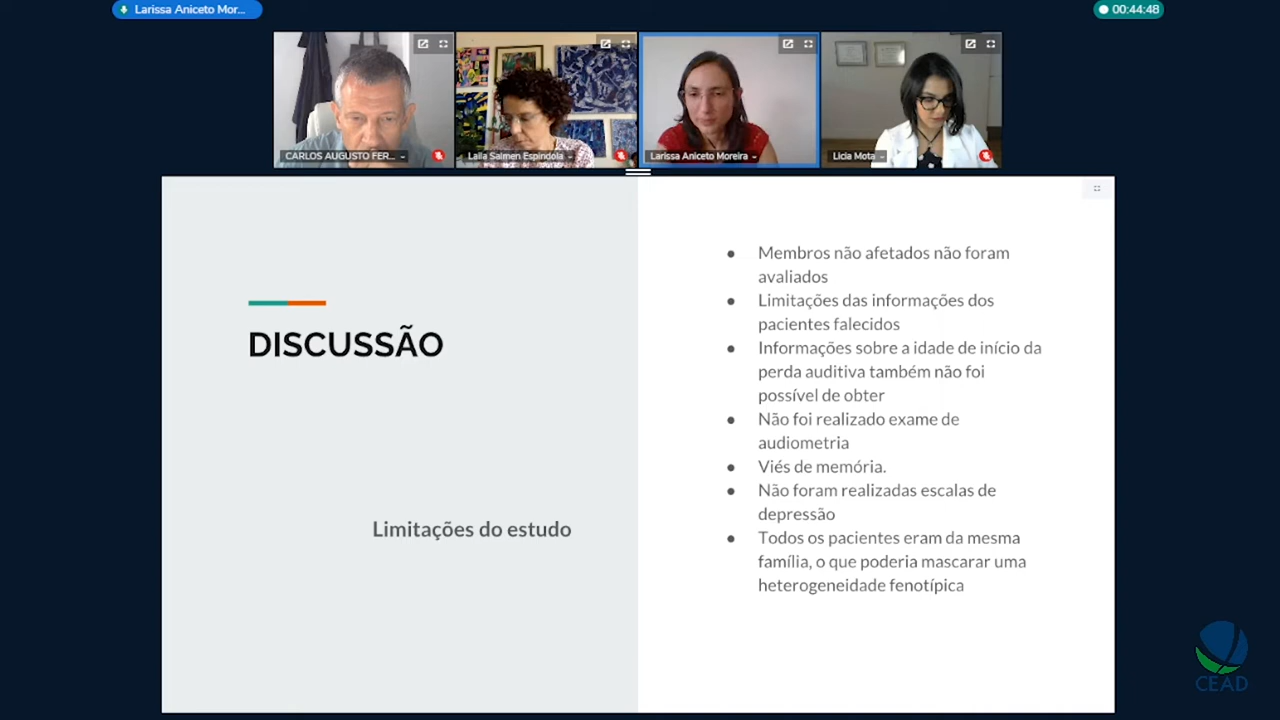 Larissa Aniceto Mor...
00:44:48
CARLOS AUGUSTO FER...
Laila Salmen Espindola
Larissa Aniceto Moreira
Licia Mota
DISCUSSÃO
Limitações do estudo
● Membros não afetados não foram
avaliados
● Limitações das informações dos
pacientes falecidos
● Informações sobre a idade de início da
perda auditiva também não foi
possível de obter
● Não foi realizado exame de
audiometria
● Viés de memória.
● Não foram realizadas escalas de
depressão
● Todos os pacientes eram da mesma
família, o que poderia mascarar uma
heterogeneidade fenotípica
CEAD